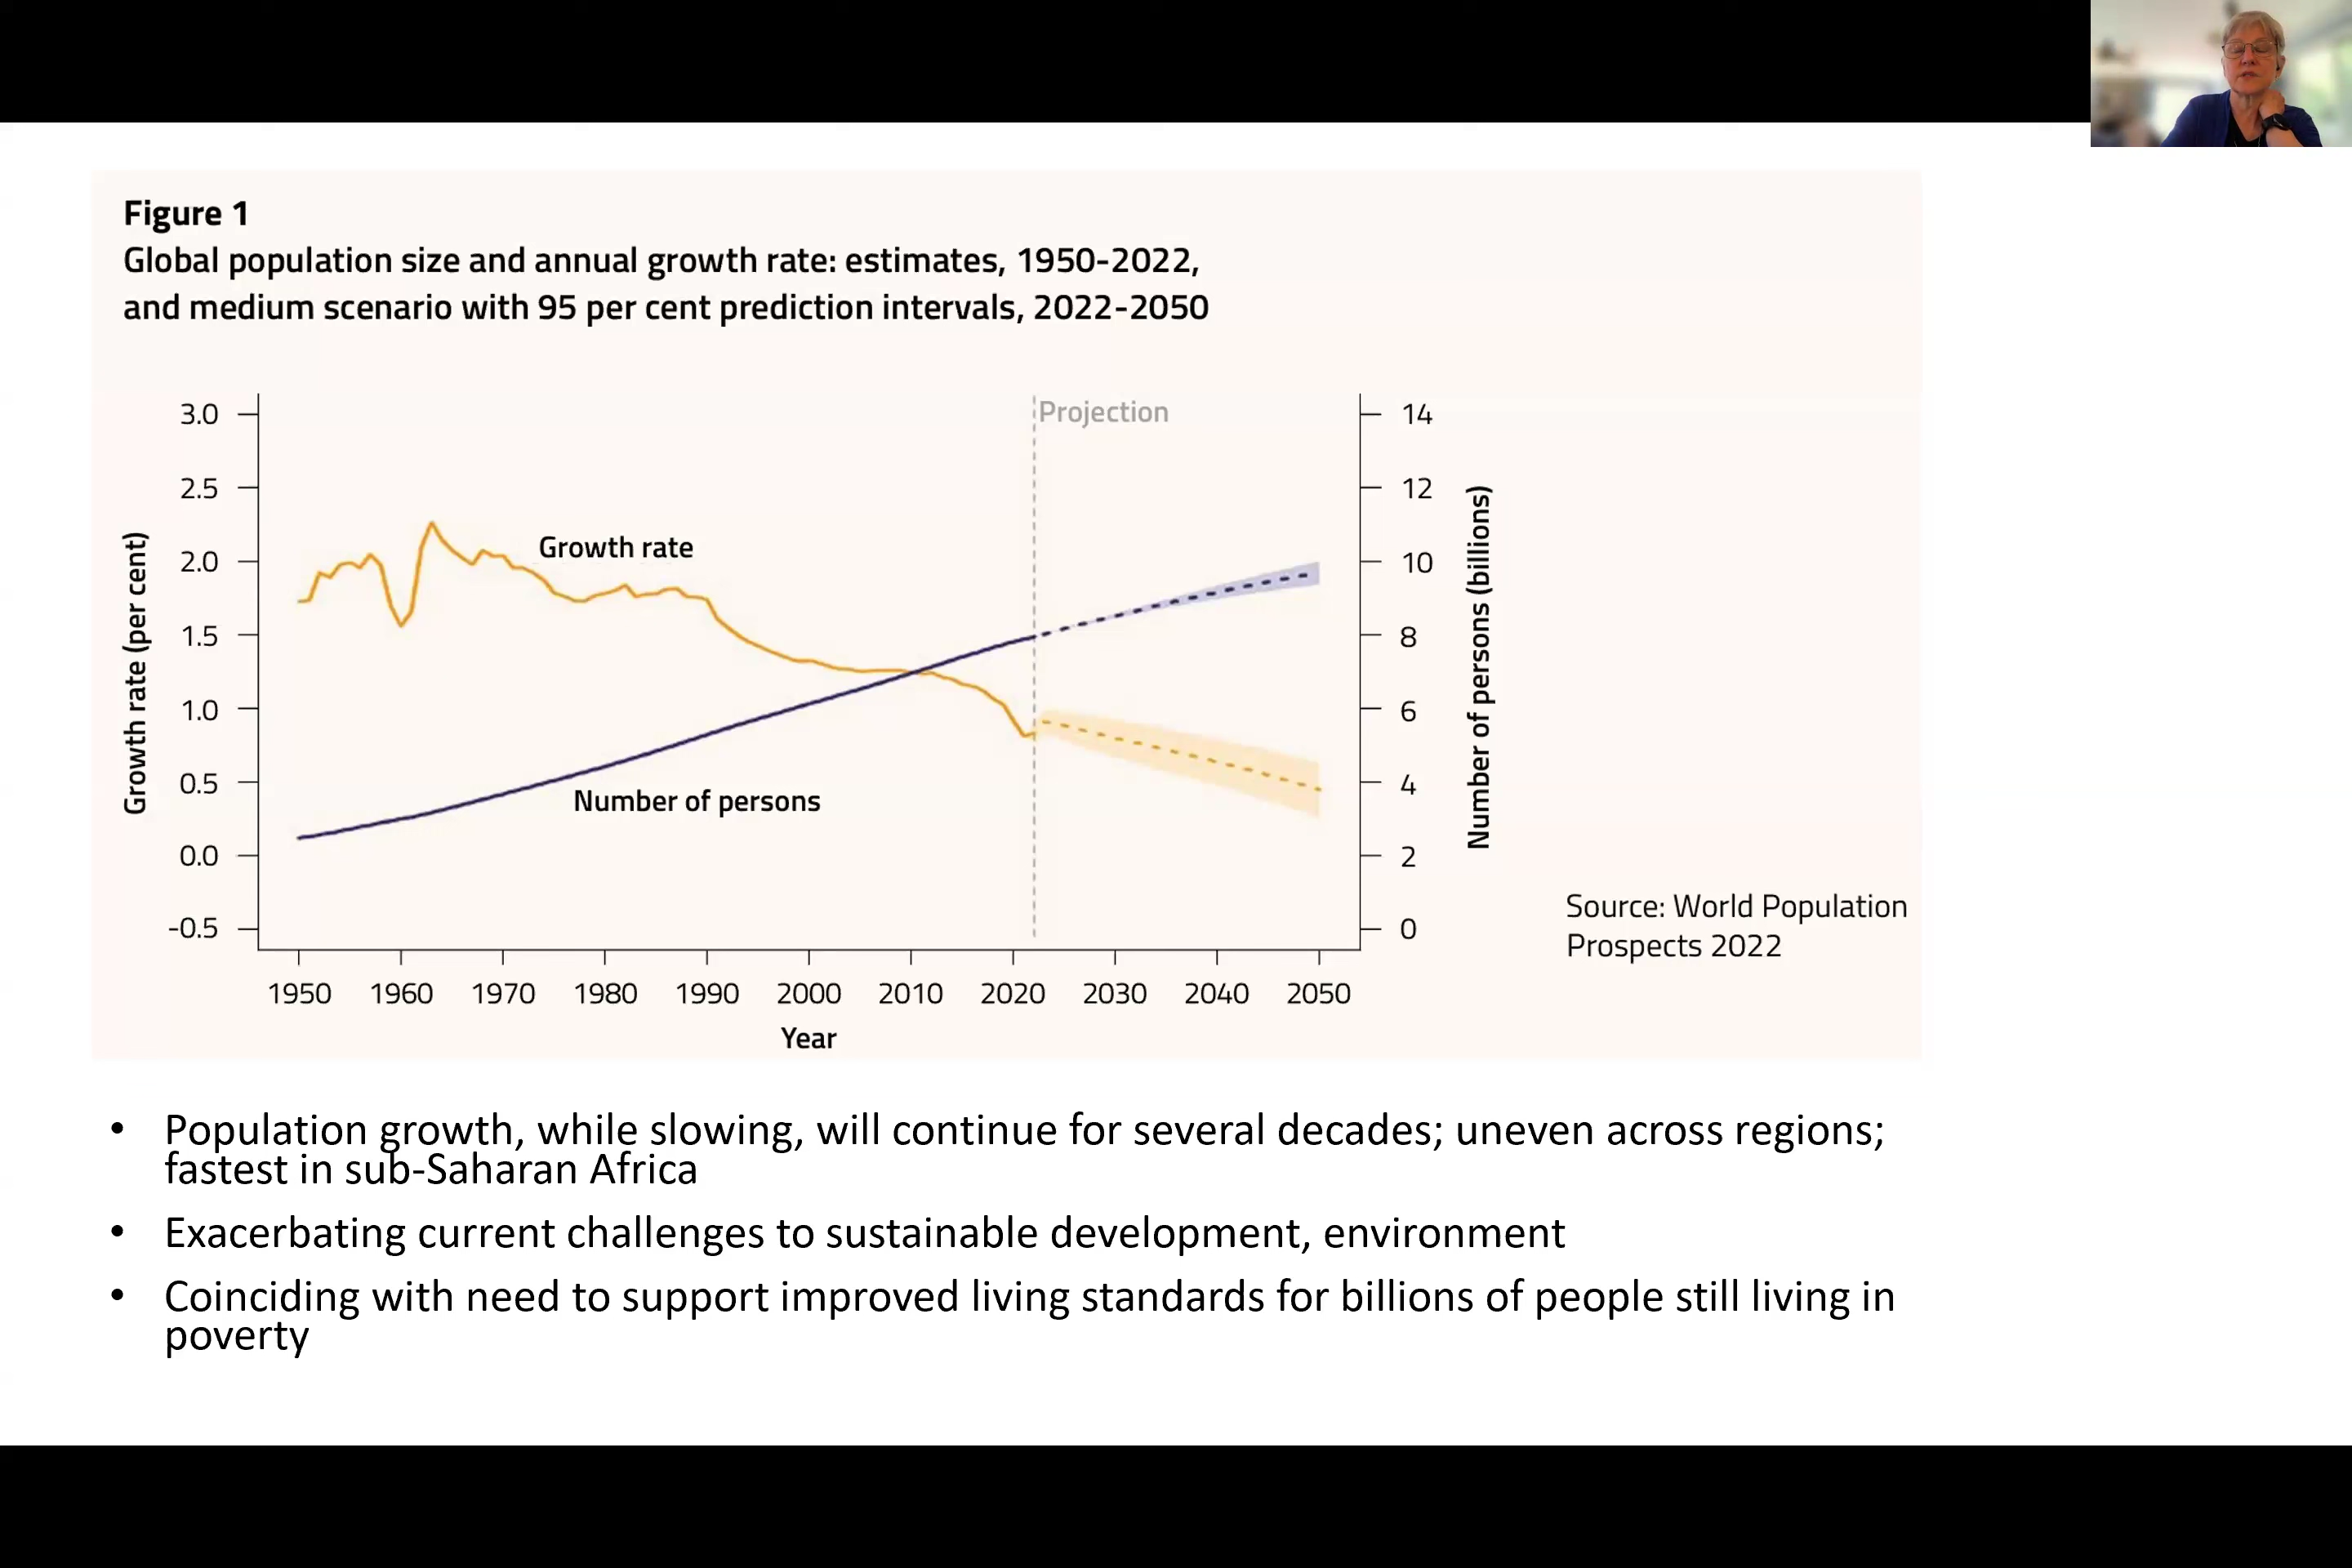 Figure 1
Global population size and annual growth rate: estimates, 1950-2022,
and medium scenario with 95 per cent prediction intervals, 2022-2050
Projection
3.0
2.5
2.0
1.5
1.0
0.5
0.0
-0.5
Growth rate (per cent)
Growth rate
Number of persons
14
12
10
8
6
4
2
0
Number of persons (billions)
1950 1960 1970 1980 1990 2000 2010 2020 2030 2040 2050
Year
Source: World Population
Prospects 2022
• Population growth, while slowing, will continue for several decades; uneven across regions;
fastest in sub-Saharan Africa
• Exacerbating current challenges to sustainable development, environment
• Coinciding with need to support improved living standards for billions of people still living in
poverty